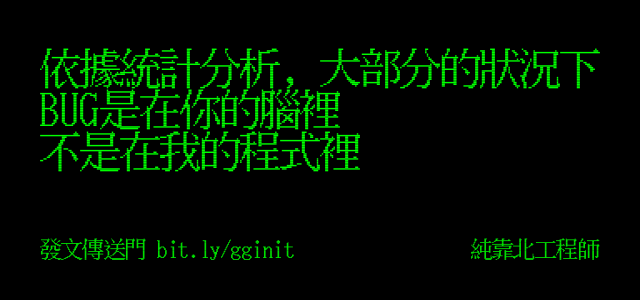 依據統計分析, 大部分的狀況下
BUG是在你的腦裡
不是在我的程式裡
發文傳送門 bit.ly/gginit
純靠北工程師